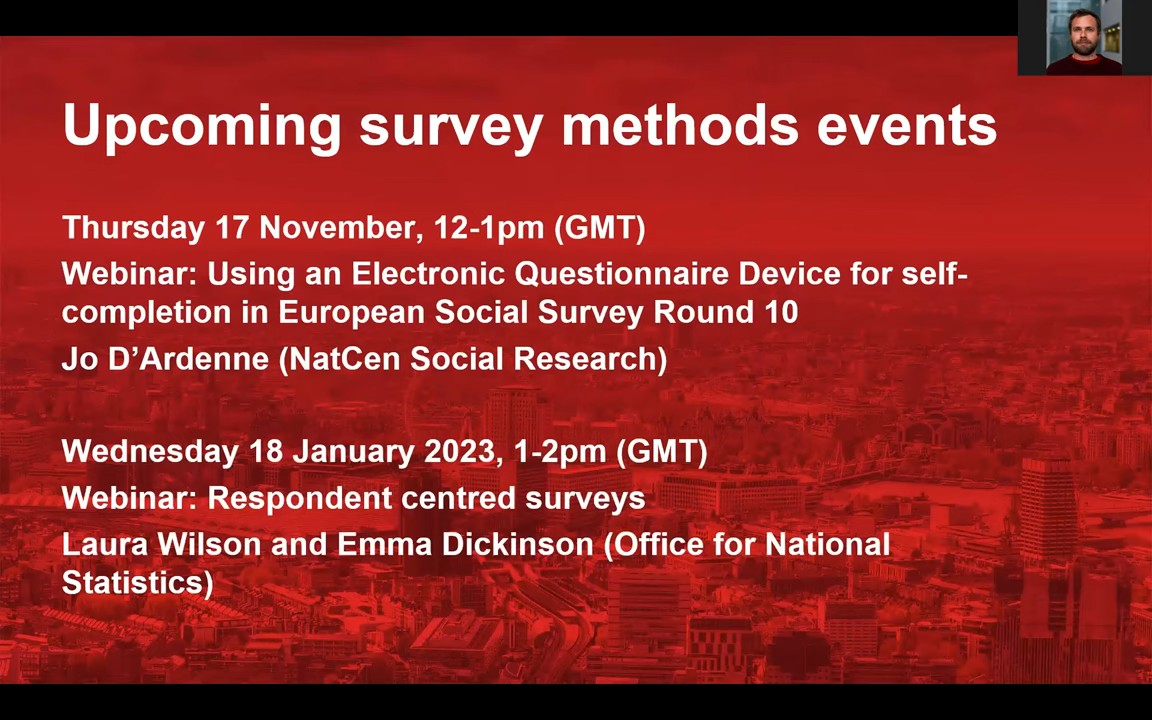 Upcoming survey methods events
Thursday 17 November, 12-1pm (GMT)
Webinar: Using an Electronic Questionnaire Device for self-
completion in European Social Survey Round 10
Jo D’Ardenne (NatCen Social Research)
Wednesday 18 January 2023, 1-2pm (GMT)
Webinar: Respondent centred surveys
Laura Wilson and Emma Dickinson (Office for National
Statistics)